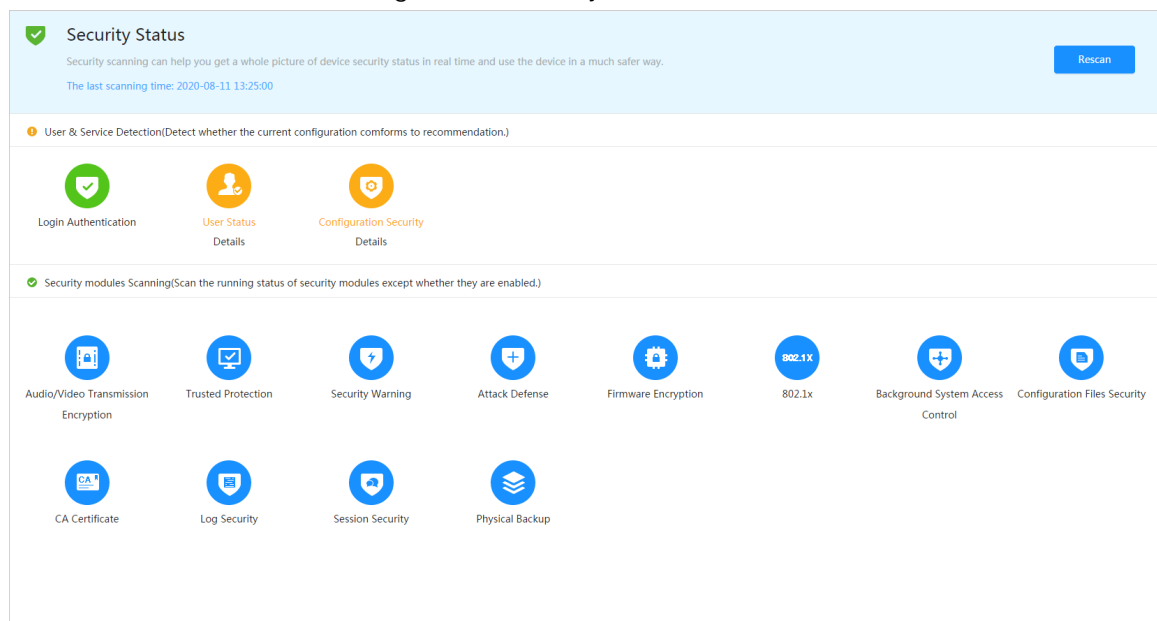 Security Status
Security scanning can help you get a whole picture of device security status in real time and use the device in a much safer way.
Rescan
The last scanning time: 2020-08-11 13:25:00
User & Service Detection(Detect whether the current configuration comforms to recommendation.)
Login Authentication
User Status
Configuration Security
Details
Details
Security modules Scanning(Scan the running status of security modules except whether they are enabled.)
802.1X
Audio/Video Transmission
Encryption
Trusted Protection
Security Warning
Attack Defense
Firmware Encryption
802.1x
Background System Access
Control
Configuration Files Security
CA
CA Certificate
Log Security
Session Security
Physical Backup